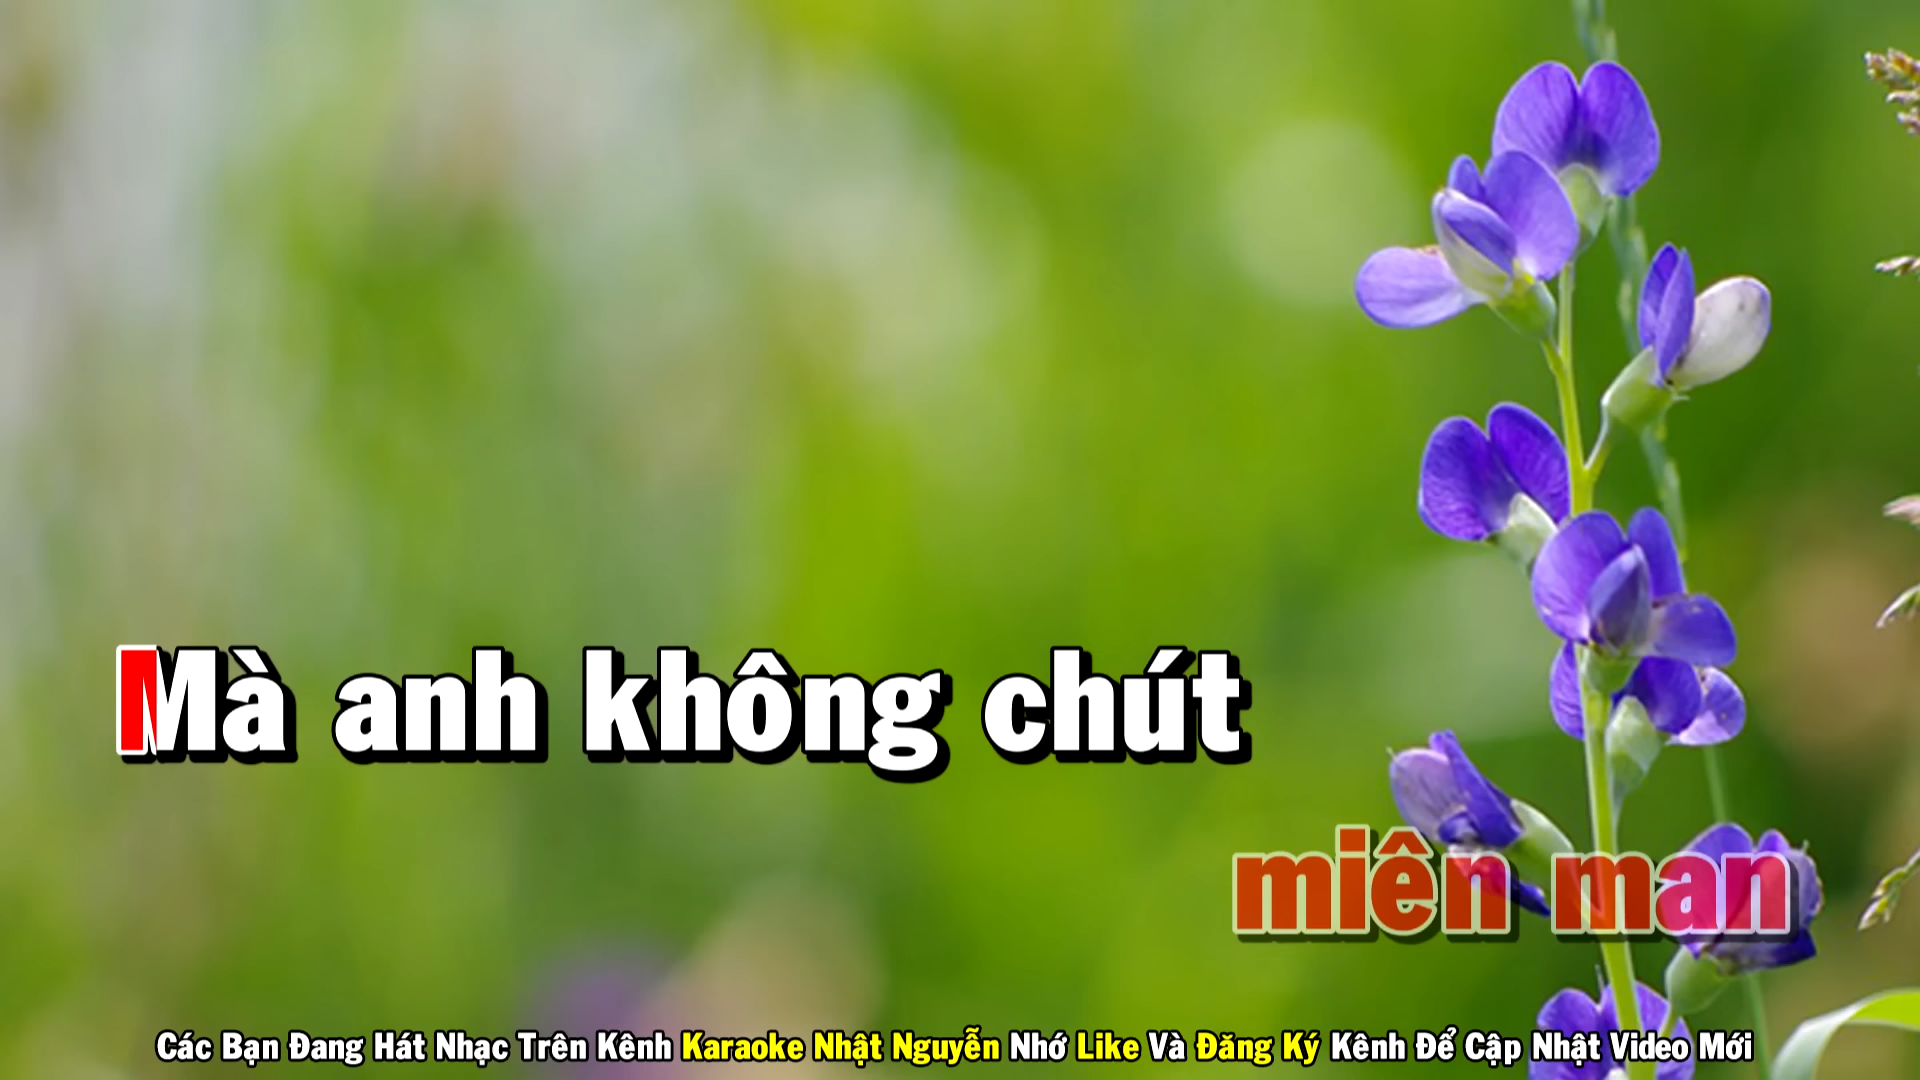 Mà anh không chút
miên man
Các Bạn Đang Hát Nhạc Trên Kênh Karaoke Nhật Nguyễn Nhớ Like Và Đăng Ký Kênh Để Cập Nhật Video Mới